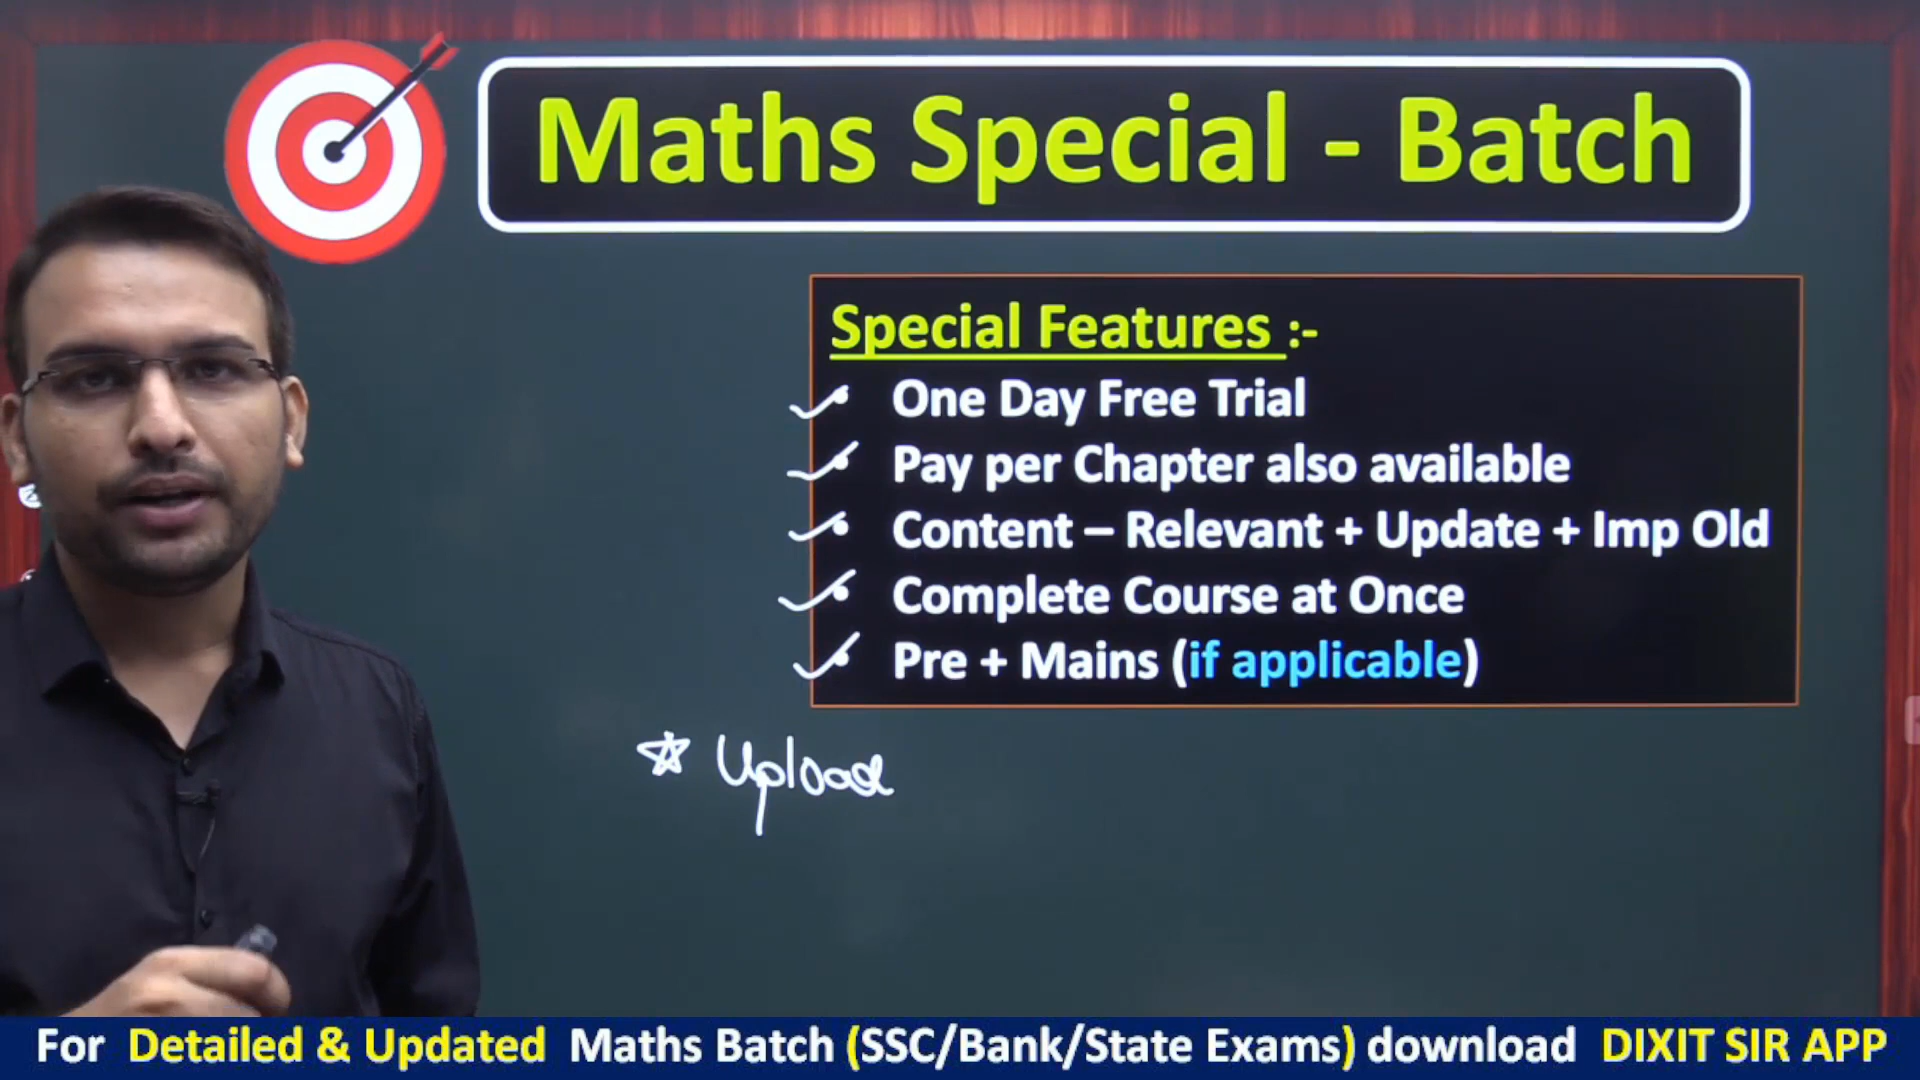 Maths Special - Batch
Special Features :-
• One Day Free Trial
• Pay per Chapter also available
• Content – Relevant + Update + Imp Old
• Complete Course at Once
• Pre + Mains (if applicable)
☆ Upload
For Detailed & Updated Maths Batch (SSC/Bank/State Exams) download DIXIT SIR APP